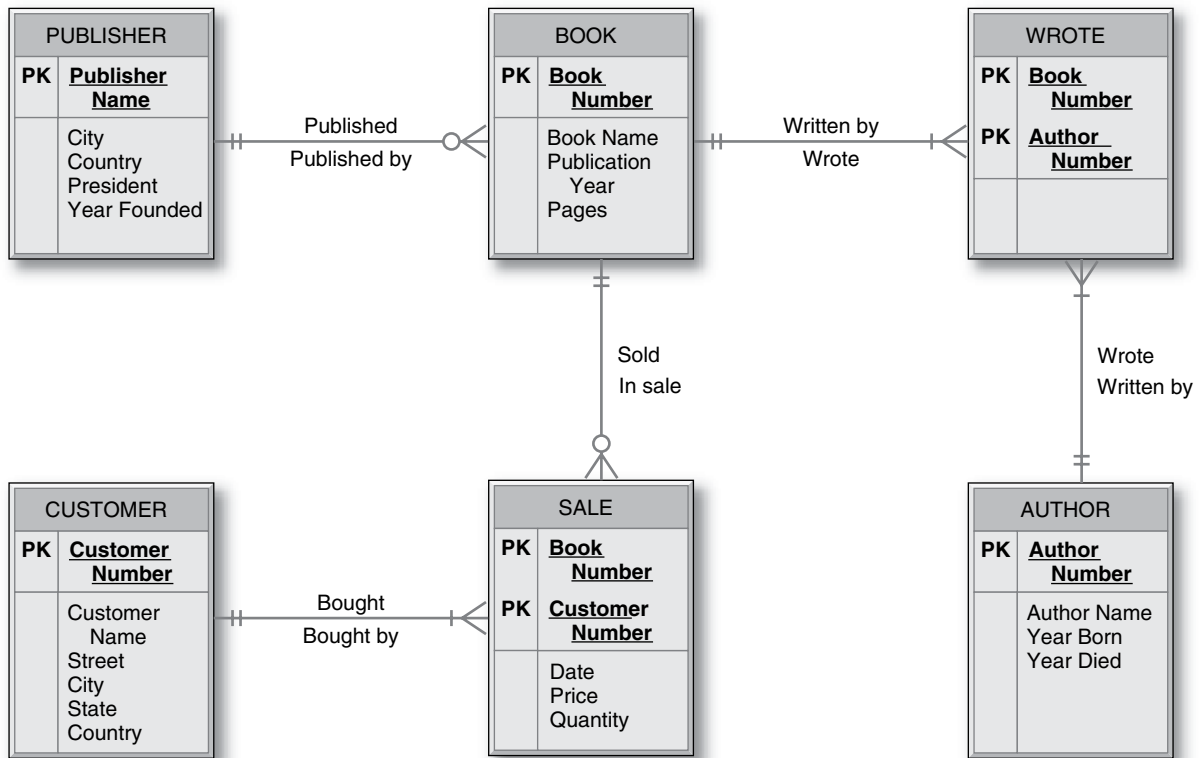 PUBLISHER
PK Publisher
Name
City
Country
President
Year Founded
Published
Published by
BOOK
PK Book
Number
Book Name
Publication
Year
Pages
Written by
Wrote
WROTE
PK Book
Number
PK Author
Number
Sold
In sale
Wrote
Written by
CUSTOMER
PK Customer
Number
Customer
Name
Street
City
State
Country
Bought
Bought by
SALE
PK Book
Number
PK Customer
Number
Date
Price
Quantity
AUTHOR
PK Author
Number
Author Name
Year Born
Year Died